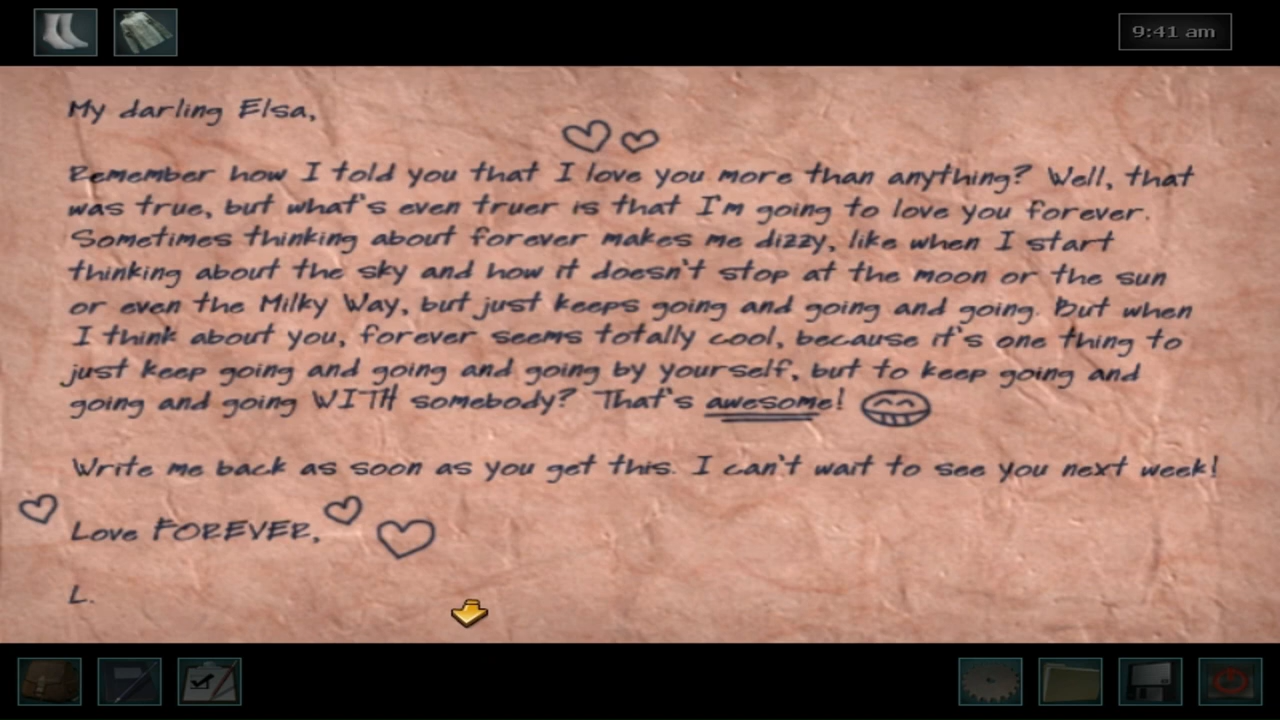 9:41 am
My darling Elsa,
Remember how I told you that I love you more than anything? Well, that
was true, but what's even truer is that I'm going to love you forever.
Sometimes thinking about forever makes me dizzy, like when I start
thinking about the sky and how it doesn't stop at the moon or the sun
or even the Milky Way, but just keeps going and going and going. But when
I think about you, forever seems totally cool, because it's one thing to
just keep going and going and going by yourself, but to keep going and
going and going WITH somebody? That's awesome!
Write me back as soon as you get this. I can't wait to see you next week!
Love FOREVER,
L.